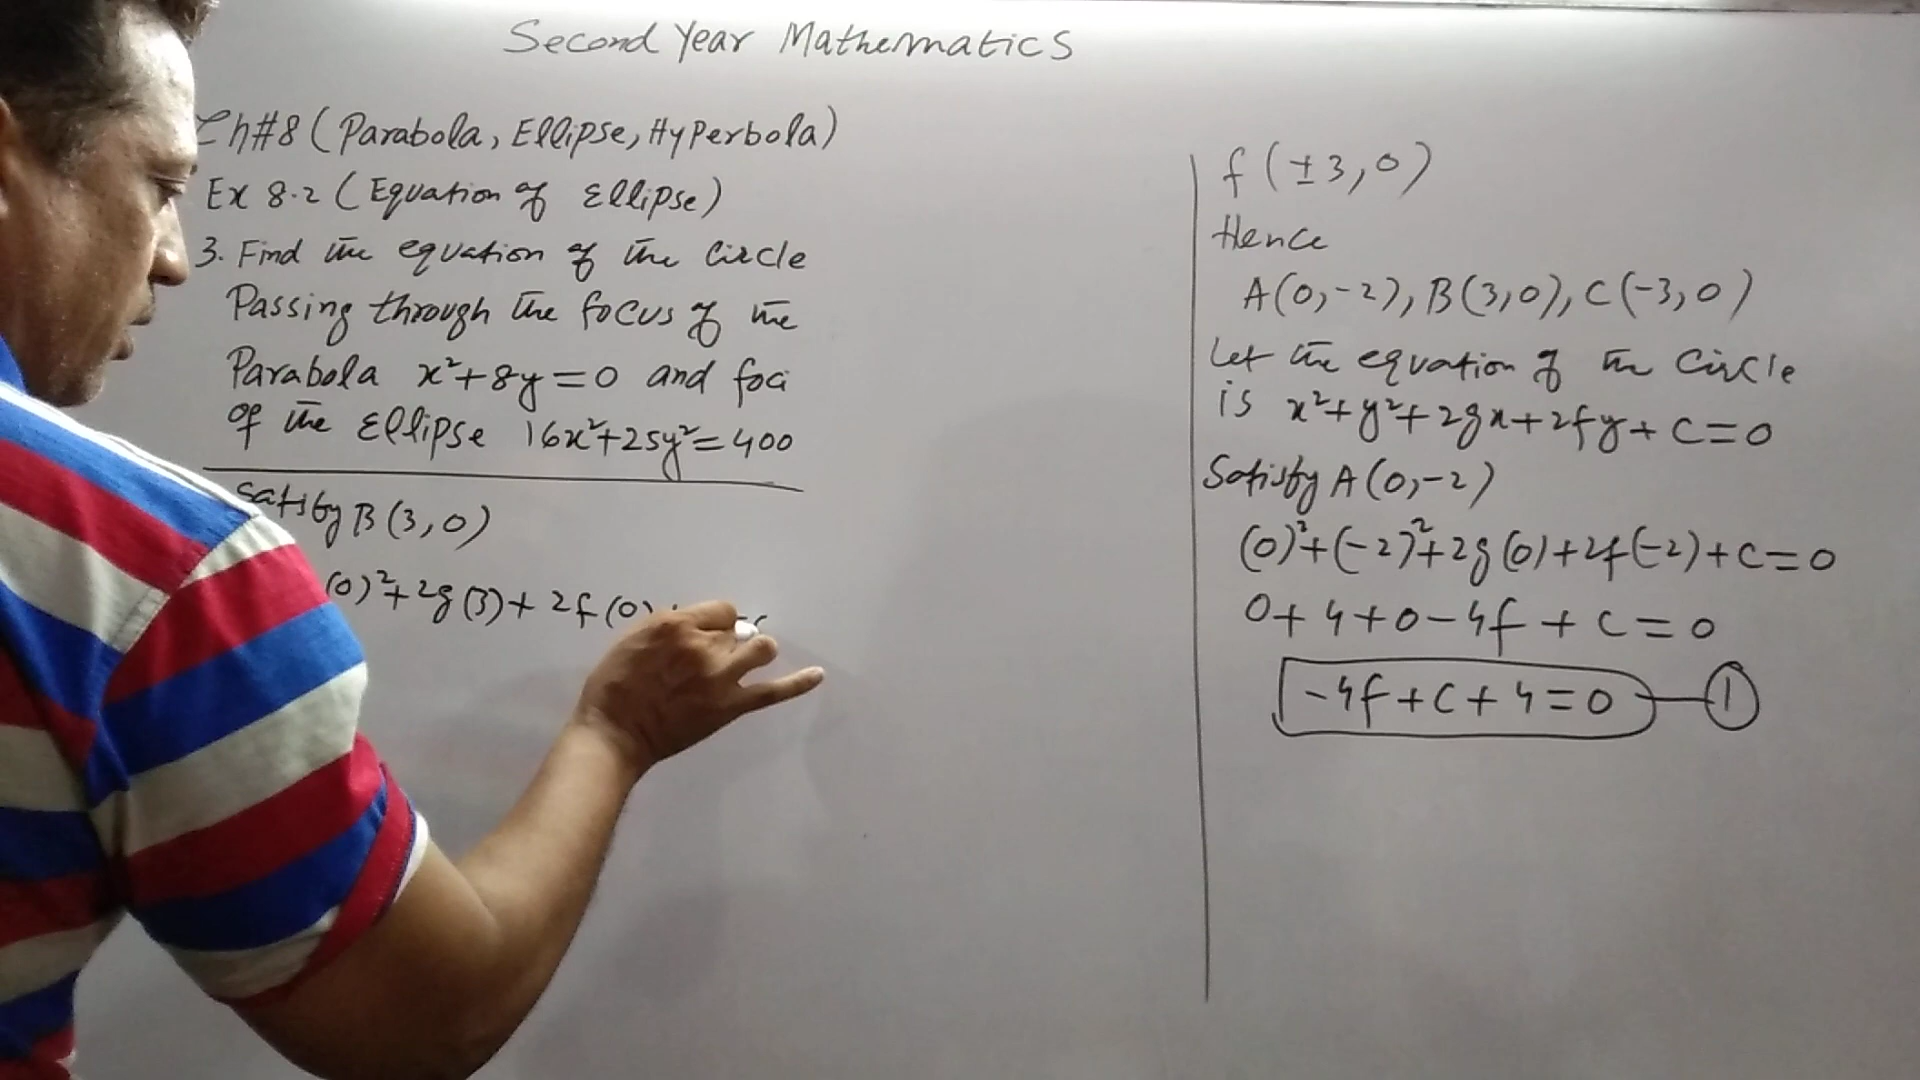 Second Year Mathematics
Ch#8 (Parabola, Ellipse, Hyperbola)
Ex 8.2 (Equation of Ellipse)
3. Find the equation of the Circle
Passing through the focus of the
Parabola x²+8y=0 and foci
of the Ellipse 16x²+25y²=400
Satisfy B(3,0)
(0)²+2g(3)+2f(0)
f(±3,0)
Hence
A(0,-2), B(3,0), C(-3,0)
Let the equation of the Circle
is x²+y²+2gx+2fy+C=0
Satisfy A(0,-2)
(0)²+(-2)²+2g(0)+2f(-2)+C=0
0+4+0-4f+C=0
-4f+C+4=0 — 1